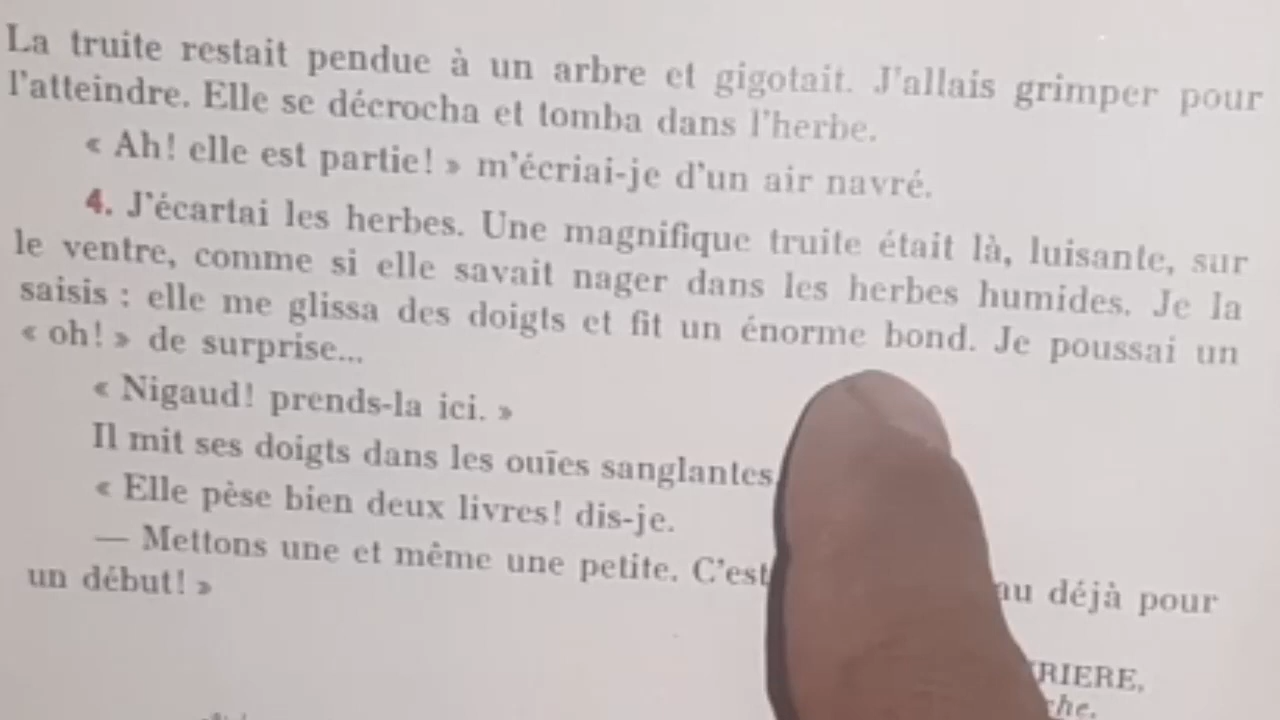 La truite restait pendue à un arbre et gigotait. J'allais grimper pour
l'atteindre. Elle se décrocha et tomba dans l'herbe.
« Ah! elle est partie! » m'écriai-je d'un air navré.
4. J'écartai les herbes. Une magnifique truite était là, luisante, sur
le ventre, comme si elle savait nager dans les herbes humides. Je la
saisis : elle me glissa des doigts et fit un énorme bond. Je poussai un
« oh! » de surprise...
« Nigaud! prends-la ici. »
Il mit ses doigts dans les ouïes sanglantes
« Elle pèse bien deux livres! dis-je.
— Mettons une et même une petite. C'est au déjà pour
un début! »
RIERE,
che.